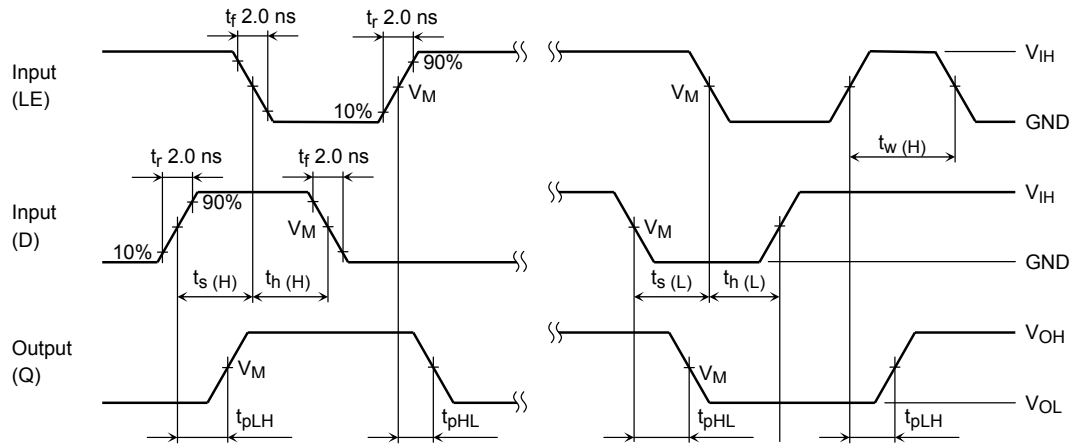 tf 2.0 ns
tr 2.0 ns
Input
(LE)
90%
VM
10%
VM
VIH
GND
tw (H)
tr 2.0 ns
tf 2.0 ns
Input
(D)
90%
VM
10%
VM
VIH
GND
ts (H)
th (H)
ts (L)
th (L)
Output
(Q)
VM
VM
VOH
VOL
tpLH
tpHL
tpHL
tpLH